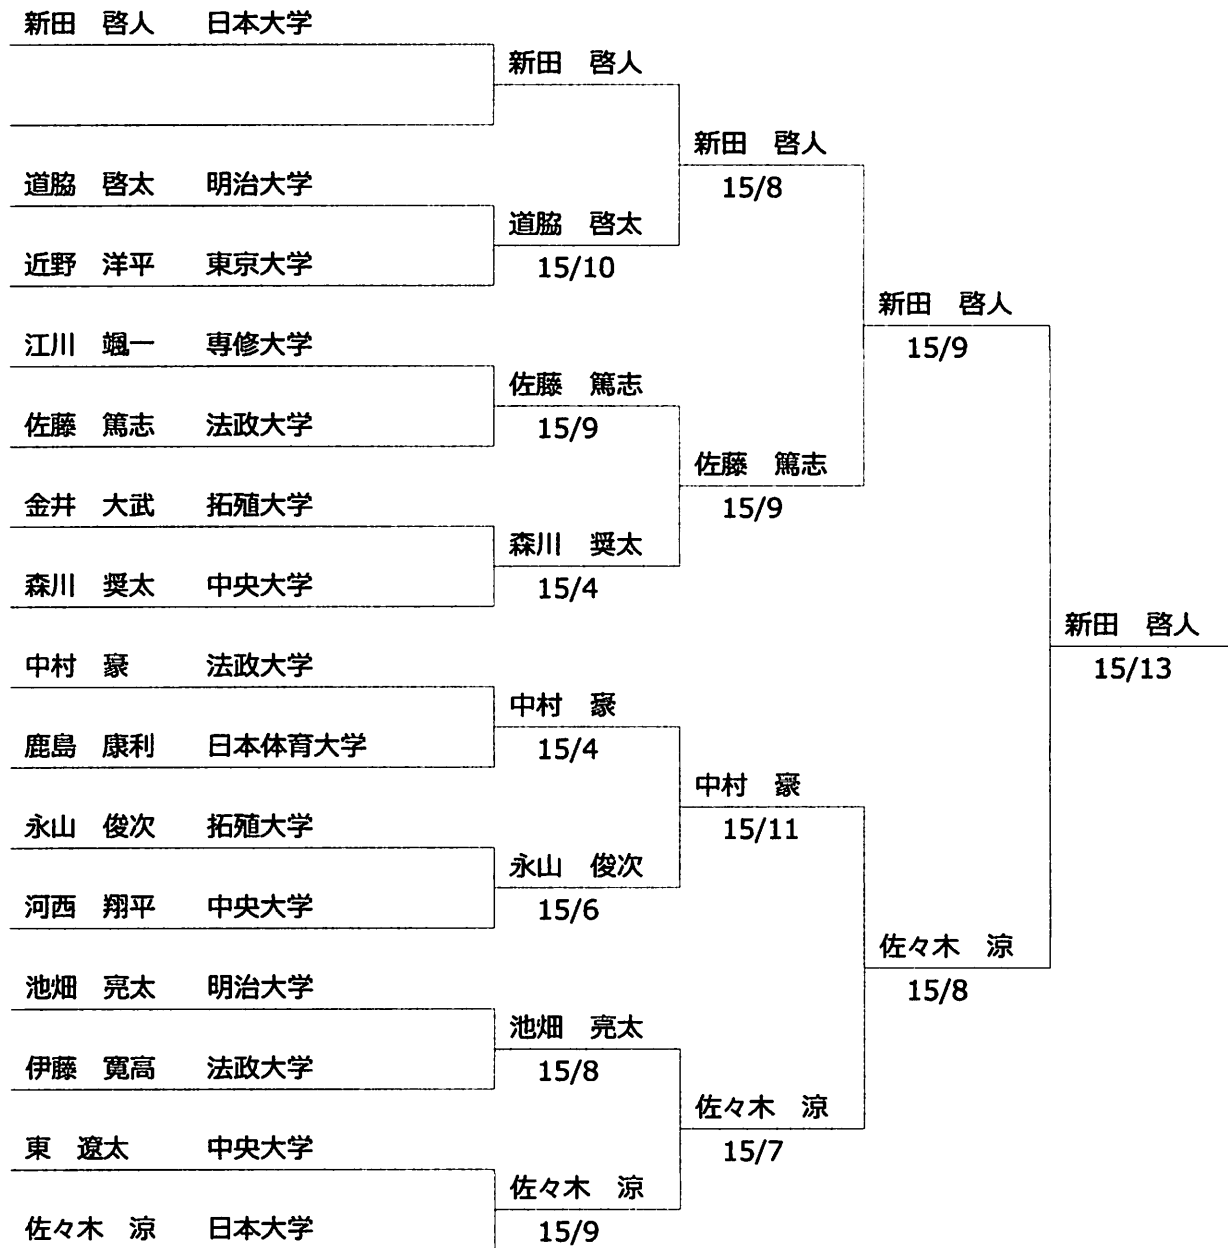 新田 啓人 日本大学
新田 啓人
新田 啓人
道脇 啓太 明治大学
15/8
道脇 啓太
近野 洋平 東京大学
15/10
新田 啓人
江川 颯一 専修大学
15/9
佐藤 篤志
佐藤 篤志 法政大学
15/9
佐藤 篤志
金井 大武 拓殖大学
15/9
森川 奨太
森川 奨太 中央大学
15/4
新田 啓人
中村 豪 法政大学
15/13
中村 豪
鹿島 康利 日本体育大学
15/4
中村 豪
永山 俊次 拓殖大学
15/11
永山 俊次
河西 翔平 中央大学
15/6
佐々木 涼
池畑 亮太 明治大学
15/8
池畑 亮太
伊藤 寛高 法政大学
15/8
佐々木 涼
東 遼太 中央大学
15/7
佐々木 涼
佐々木 涼 日本大学
15/9